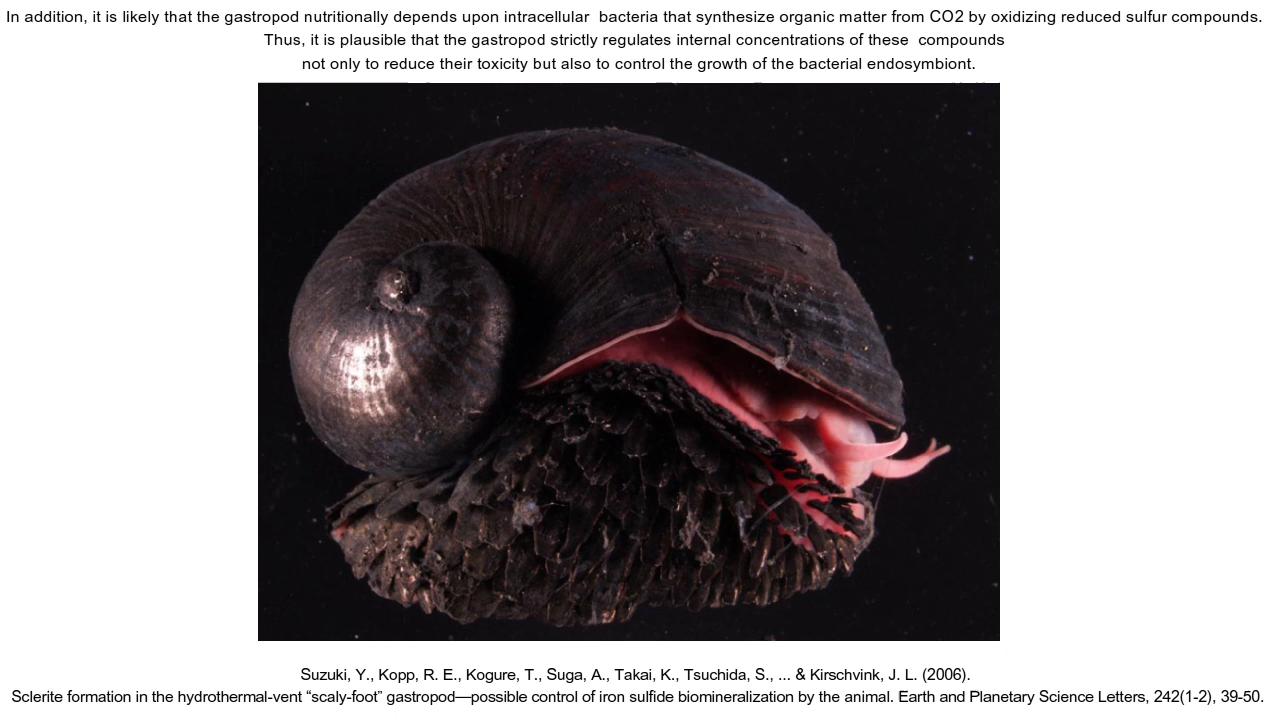 In addition, it is likely that the gastropod nutritionally depends upon intracellular bacteria that synthesize organic matter from CO2 by oxidizing reduced sulfur compounds.
Thus, it is plausible that the gastropod strictly regulates internal concentrations of these compounds
not only to reduce their toxicity but also to control the growth of the bacterial endosymbiont.
Suzuki, Y., Kopp, R. E., Kogure, T., Suga, A., Takai, K., Tsuchida, S., ... & Kirschvink, J. L. (2006).
Sclerite formation in the hydrothermal-vent “scaly-foot” gastropod—possible control of iron sulfide biomineralization by the animal. Earth and Planetary Science Letters, 242(1-2), 39-50.